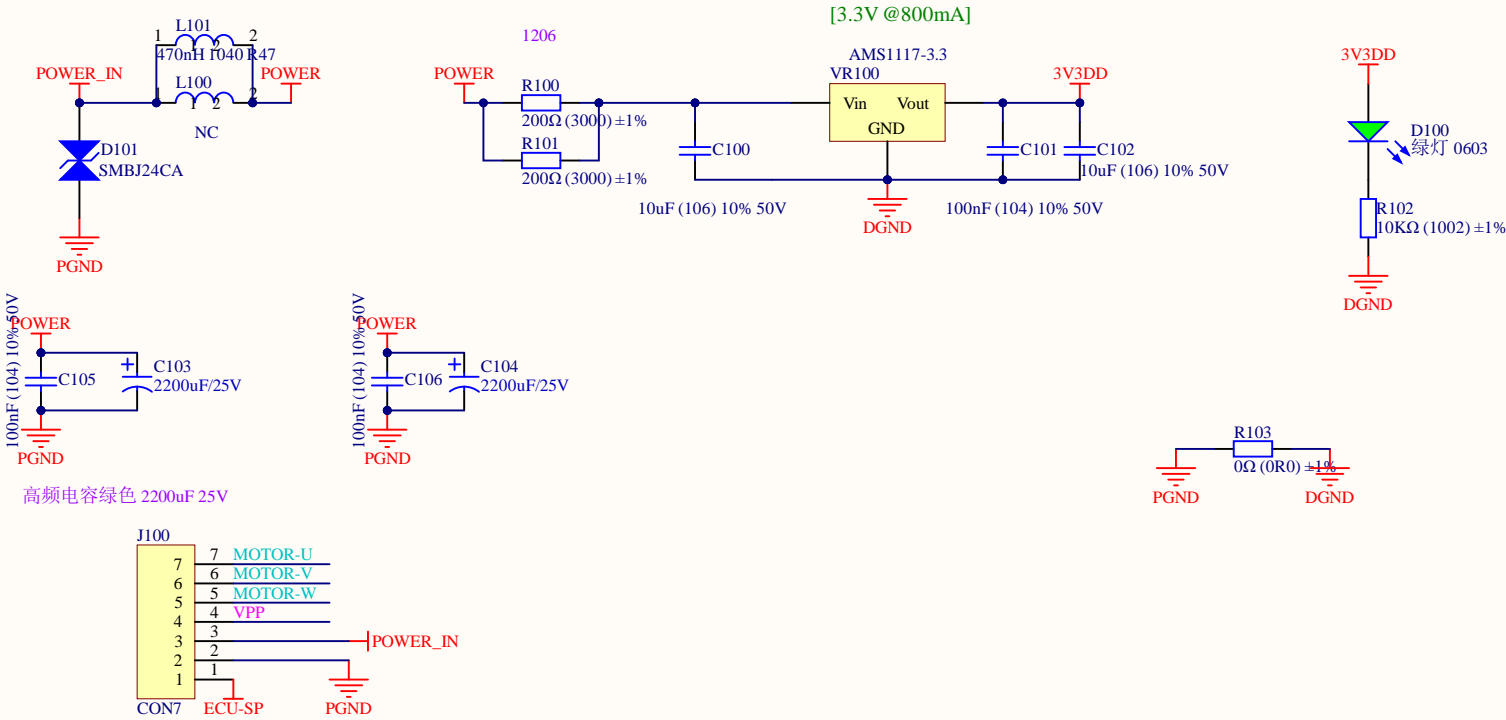 [3.3V @800mA]
L101
1 2
1 2
470nH 1040 R47
POWER_IN
L100
POWER
1 2
1 2
NC
D101
SMBJ24CA
PGND
1206
POWER
R100
200Ω (3000) ±1%
R101
200Ω (3000) ±1%
C100
10uF (106) 10% 50V
AMS1117-3.3
VR100
Vin Vout
GND
DGND
3V3DD
C101
100nF (104) 10% 50V
C102
10uF (106) 10% 50V
3V3DD
D100
绿灯 0603
R102
10KΩ (1002) ±1%
DGND
POWER
100nF (104) 10% 50V
C105
C103
2200uF/25V
PGND
POWER
100nF (104) 10% 50V
C106
C104
2200uF/25V
PGND
高频电容绿色 2200uF 25V
R103
0Ω (0R0) ±1%
PGND
DGND
J100
7 7 MOTOR-U
6 6 MOTOR-V
5 5 MOTOR-W
4 4 VPP
3 3 POWER_IN
2 2
1 1
CON7
ECU-SP
PGND